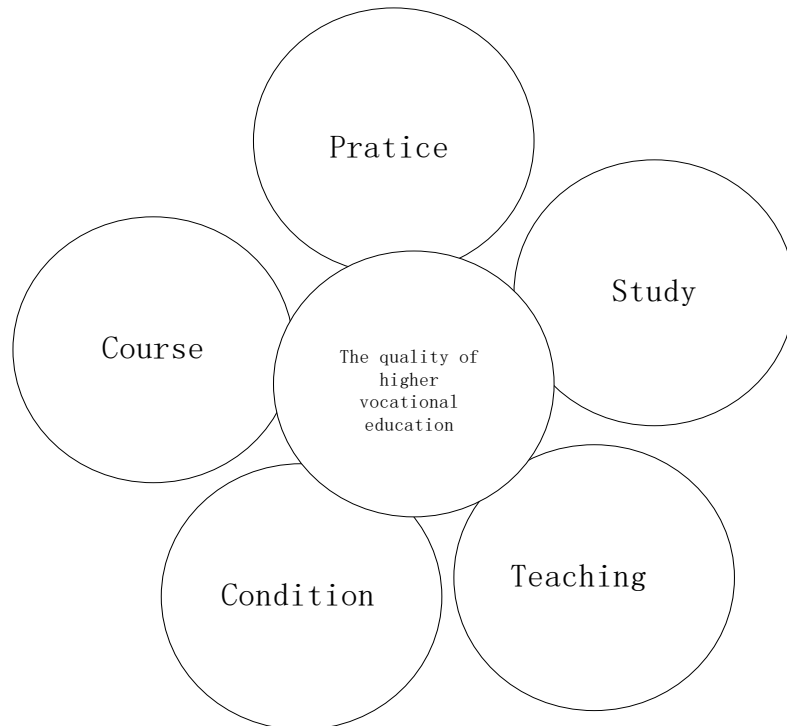 Pratice
Study
Course
The quality of
higher
vocational
education
Teaching
Condition